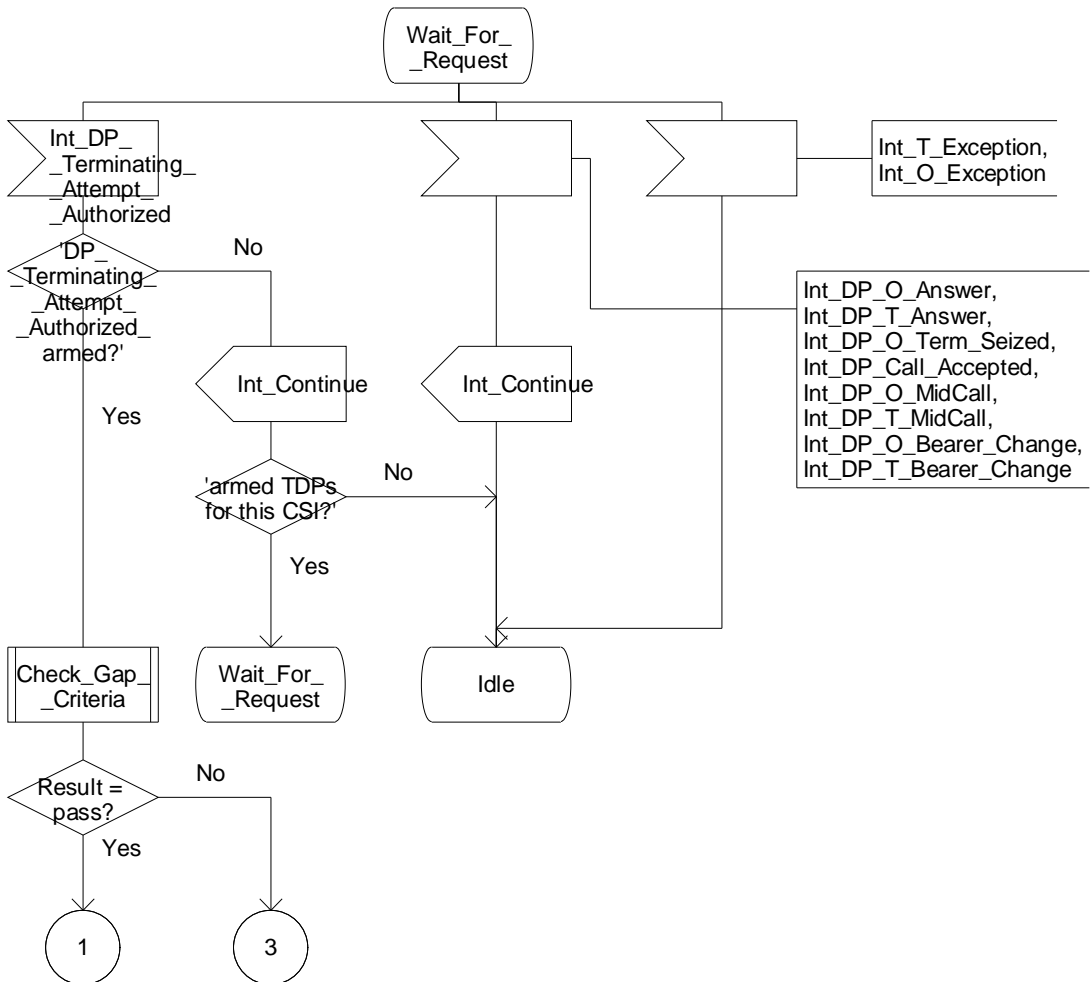 Wait_For_
_Request
Int_DP_
_Terminating_
_Attempt_
_Authorized
Int_T_Exception,
Int_O_Exception
'DP_
_Terminating_
_Attempt_
_Authorized_
armed?'
No
Yes
Int_DP_O_Answer,
Int_DP_T_Answer,
Int_DP_O_Term_Seized,
Int_DP_Call_Accepted,
Int_DP_O_MidCall,
Int_DP_T_MidCall,
Int_DP_O_Bearer_Change,
Int_DP_T_Bearer_Change
Int_Continue
Int_Continue
'armed TDPs
for this CSI?'
No
Yes
Check_Gap_
_Criteria
Wait_For_
_Request
Idle
Result =
pass?
No
Yes
1
3